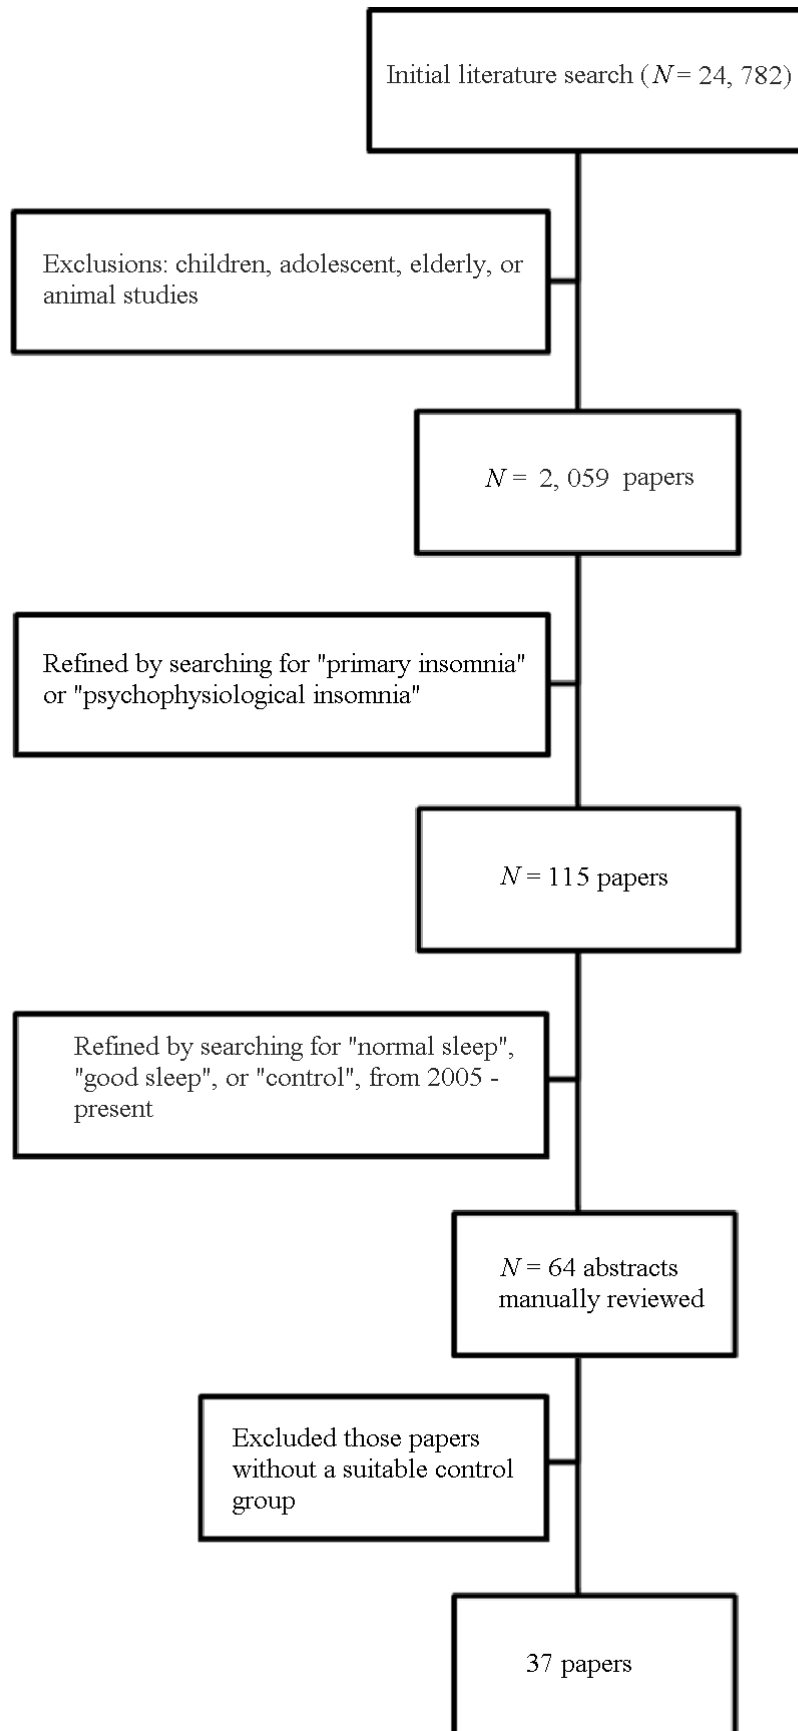 Initial literature search (N = 24, 782)
Exclusions: children, adolescent, elderly, or
animal studies
N = 2, 059 papers
Refined by searching for "primary insomnia"
or "psychophysiological insomnia"
N = 115 papers
Refined by searching for "normal sleep",
"good sleep", or "control", from 2005 -
present
N = 64 abstracts
manually reviewed
Excluded those papers
without a suitable control
group
37 papers